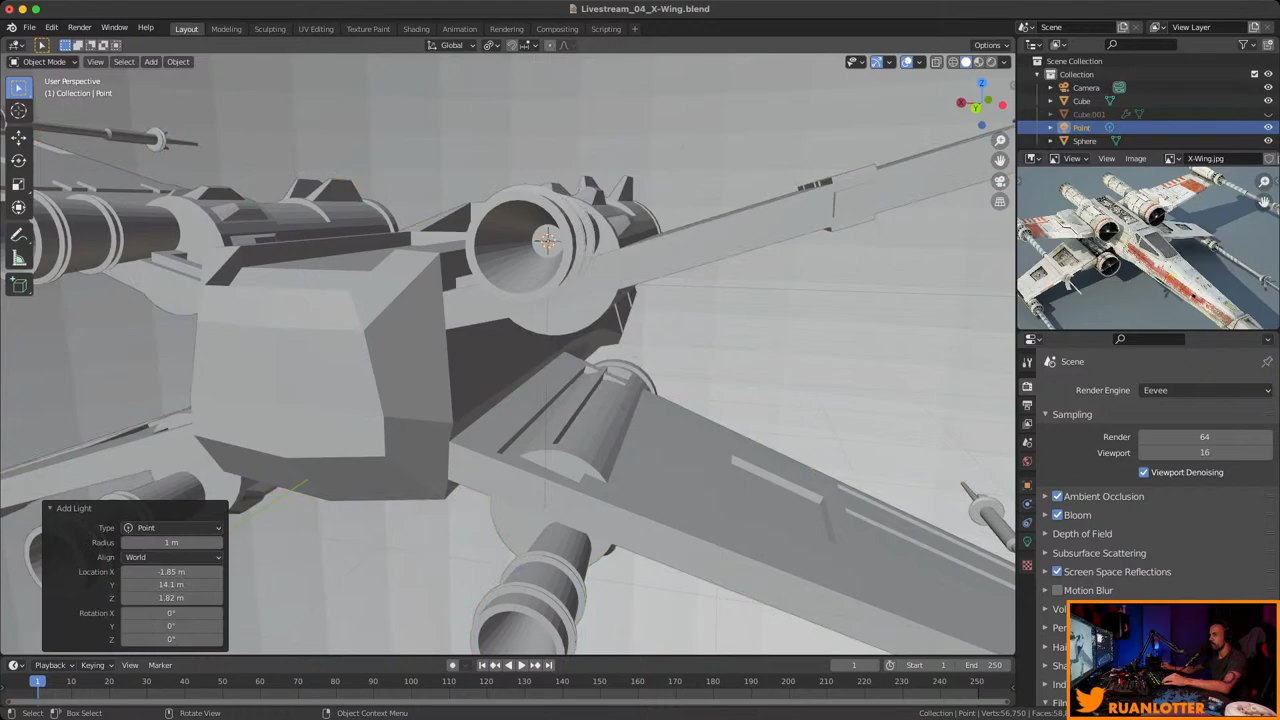 Livestream_04_X-Wing.blend
File Edit Render Window Help Layout Modeling Sculpting UV Editing Texture Paint Shading Animation Rendering Compositing Scripting + Scene View Layer
Global Options
Object Mode View Select Add Object
User Perspective
(1) Collection | Point
Z
X
Y
Scene Collection
Collection
Camera
Cube
Cube.001
Point
Sphere
View View Image X-Wing.jpg
Scene
Render Engine Eevee
Sampling
Render 64
Viewport 16
Viewport Denoising
Ambient Occlusion
Bloom
Depth of Field
Subsurface Scattering
Screen Space Reflections
Motion Blur
Add Light
Type Point
Radius 1 m
Align World
Location X -1.85 m
Y 14.1 m
Z 1.82 m
Rotation X 0°
Y 0°
Z 0°
Playback Keying View Marker 1 Start 1 End 250
1 10 20 30 40 50 60 70 80 90 100 110 120 130 140 150 160 170 180 190 200 210 220 230 240 250
Select Box Select Rotate View Object Context Menu Collection | Point | Verts:56,750
RUANLOTTER